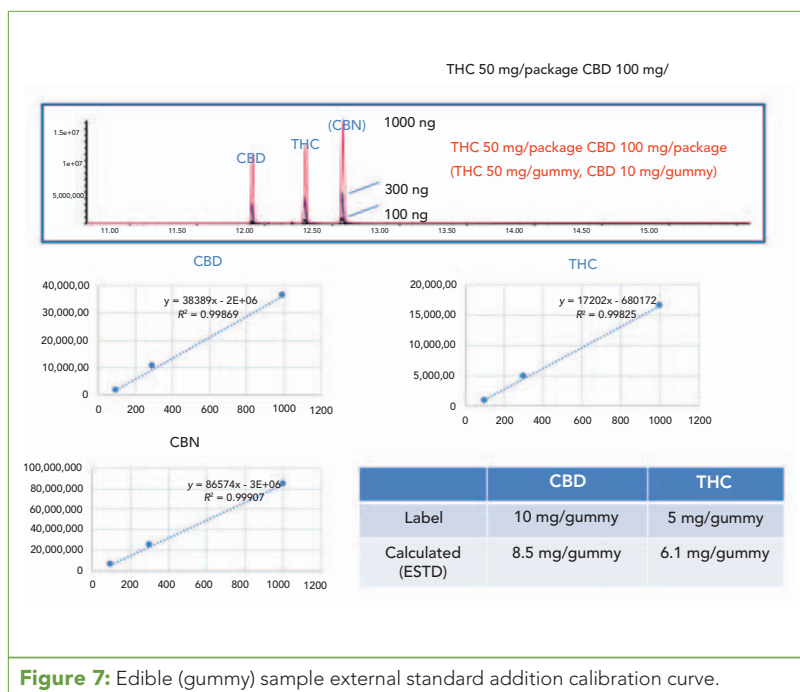 THC 50 mg/package CBD 100 mg/
1.5e+07
1e+07
5,000,000
CBD
THC
(CBN)
1000 ng
300 ng
100 ng
THC 50 mg/package CBD 100 mg/package
(THC 50 mg/gummy, CBD 10 mg/gummy)
11.00 11.50 12.00 12.50 13.00 13.50 14.00 14.50 15.00
CBD
40,000,00
30,000,00
20,000,00
10,000,00
0
y = 38389x - 2E+06
R² = 0.99869
0 200 400 600 800 1000 1200
THC
20,000,00
15,000,00
10,000,00
5,000,00
0
y = 17202x - 680172
R² = 0.99825
0 200 400 600 800 1000 1200
CBN
100,000,000
80,000,000
60,000,000
40,000,000
20,000,000
0
y = 86574x - 3E+06
R² = 0.99907
0 200 400 600 800 1000 1200
CBD THC
Label 10 mg/gummy 5 mg/gummy
Calculated 8.5 mg/gummy 6.1 mg/gummy
(ESTD)
Figure 7: Edible (gummy) sample external standard addition calibration curve.